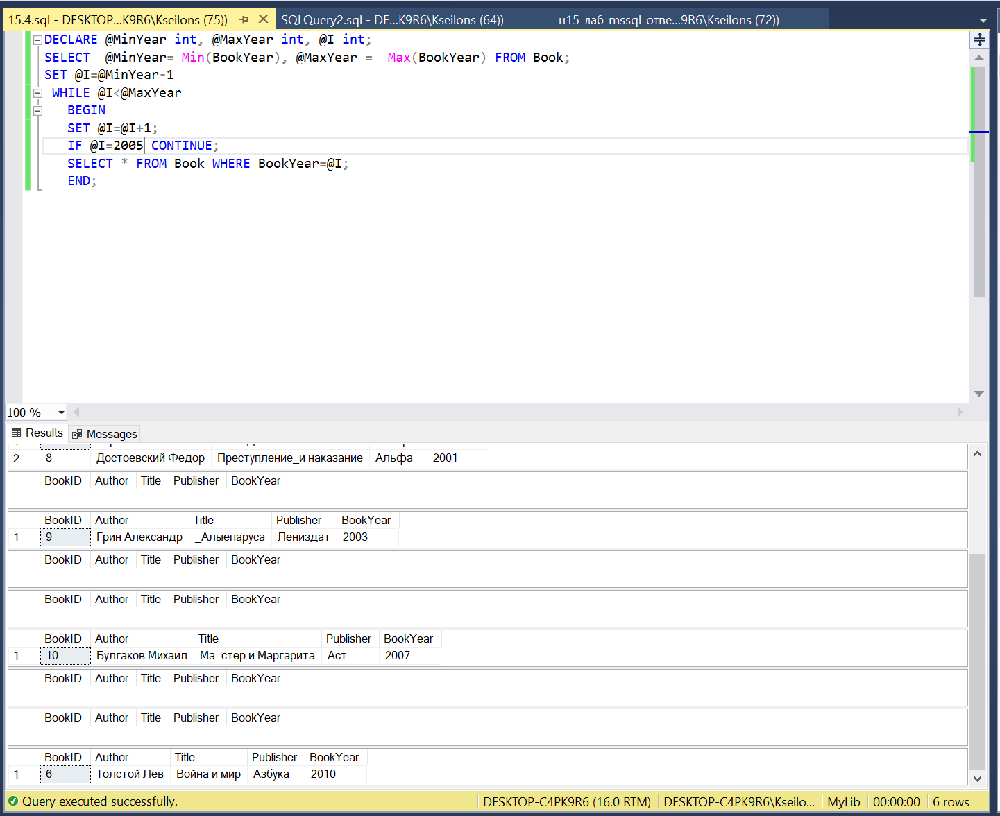 15.4.sql - DESKTOP...K9R6\Kseilons (75))
SQLQuery2.sql - DE...K9R6\Kseilons (64))
н15_лаб_mssql_отве...9R6\Kseilons (72))
DECLARE @MinYear int, @MaxYear int, @I int;
SELECT  @MinYear= Min(BookYear), @MaxYear =  Max(BookYear) FROM Book;
SET @I=@MinYear-1
WHILE @I<@MaxYear
BEGIN
SET @I=@I+1;
IF @I=2005 CONTINUE;
SELECT * FROM Book WHERE BookYear=@I;
END;
100 %
Results Messages
2 8 Достоевский Федор Преступление_и наказание Альфа 2001
BookID Author Title Publisher BookYear
BookID Author Title Publisher BookYear
1 9 Грин Александр _Алыепаруса Лениздат 2003
BookID Author Title Publisher BookYear
BookID Author Title Publisher BookYear
BookID Author Title Publisher BookYear
1 10 Булгаков Михаил Ма_стер и Маргарита Аст 2007
BookID Author Title Publisher BookYear
BookID Author Title Publisher BookYear
BookID Author Title Publisher BookYear
1 6 Толстой Лев Война и мир Азбука 2010
Query executed successfully. DESKTOP-C4PK9R6 (16.0 RTM) DESKTOP-C4PK9R6\Kseilo... MyLib 00:00:00 6 rows